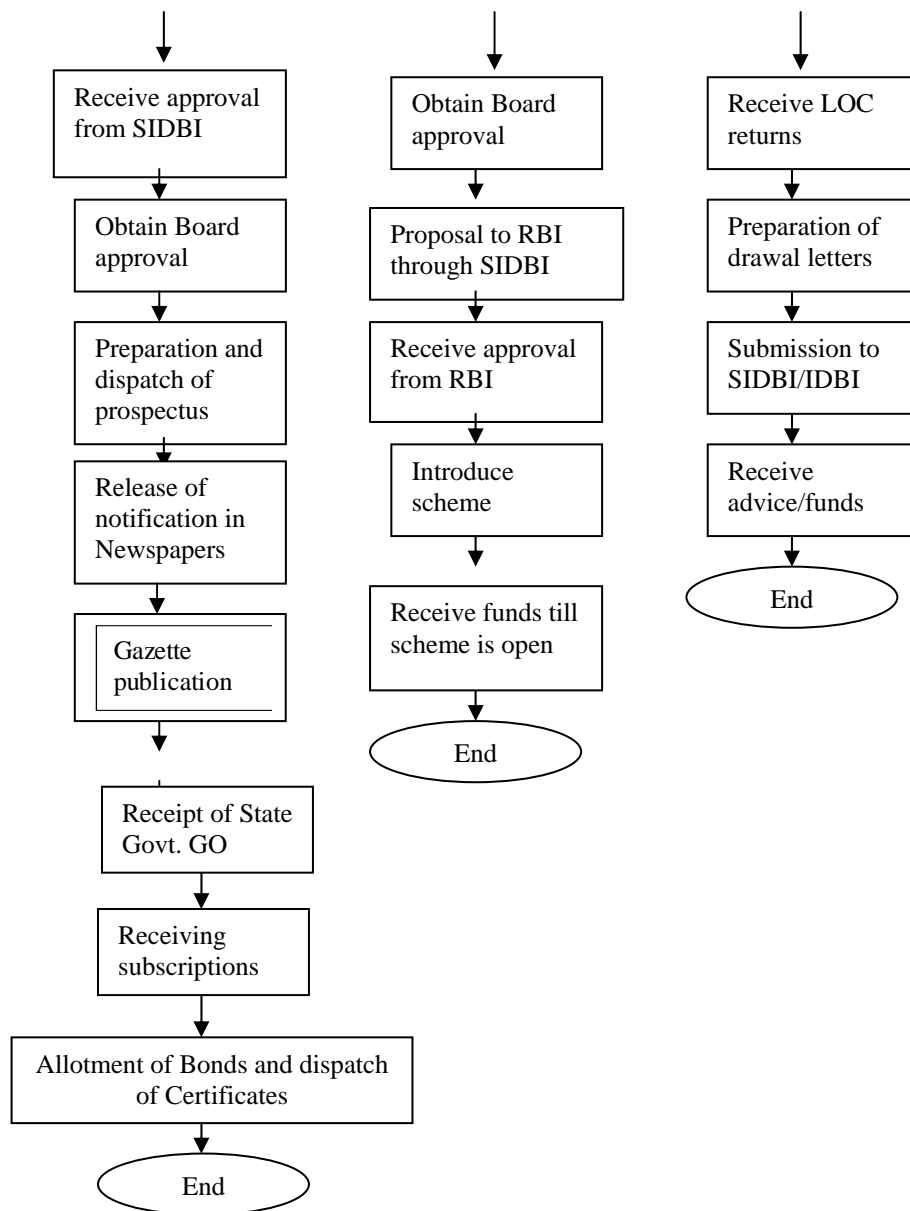 Receive approval
from SIDBI
Obtain Board
approval
Preparation and
dispatch of
prospectus
Release of
notification in
Newspapers
Gazette
publication
Receipt of State
Govt. GO
Receiving
subscriptions
Allotment of Bonds and dispatch
of Certificates
End
Obtain Board
approval
Proposal to RBI
through SIDBI
Receive approval
from RBI
Introduce
scheme
Receive funds till
scheme is open
End
Receive LOC
returns
Preparation of
drawal letters
Submission to
SIDBI/IDBI
Receive
advice/funds
End